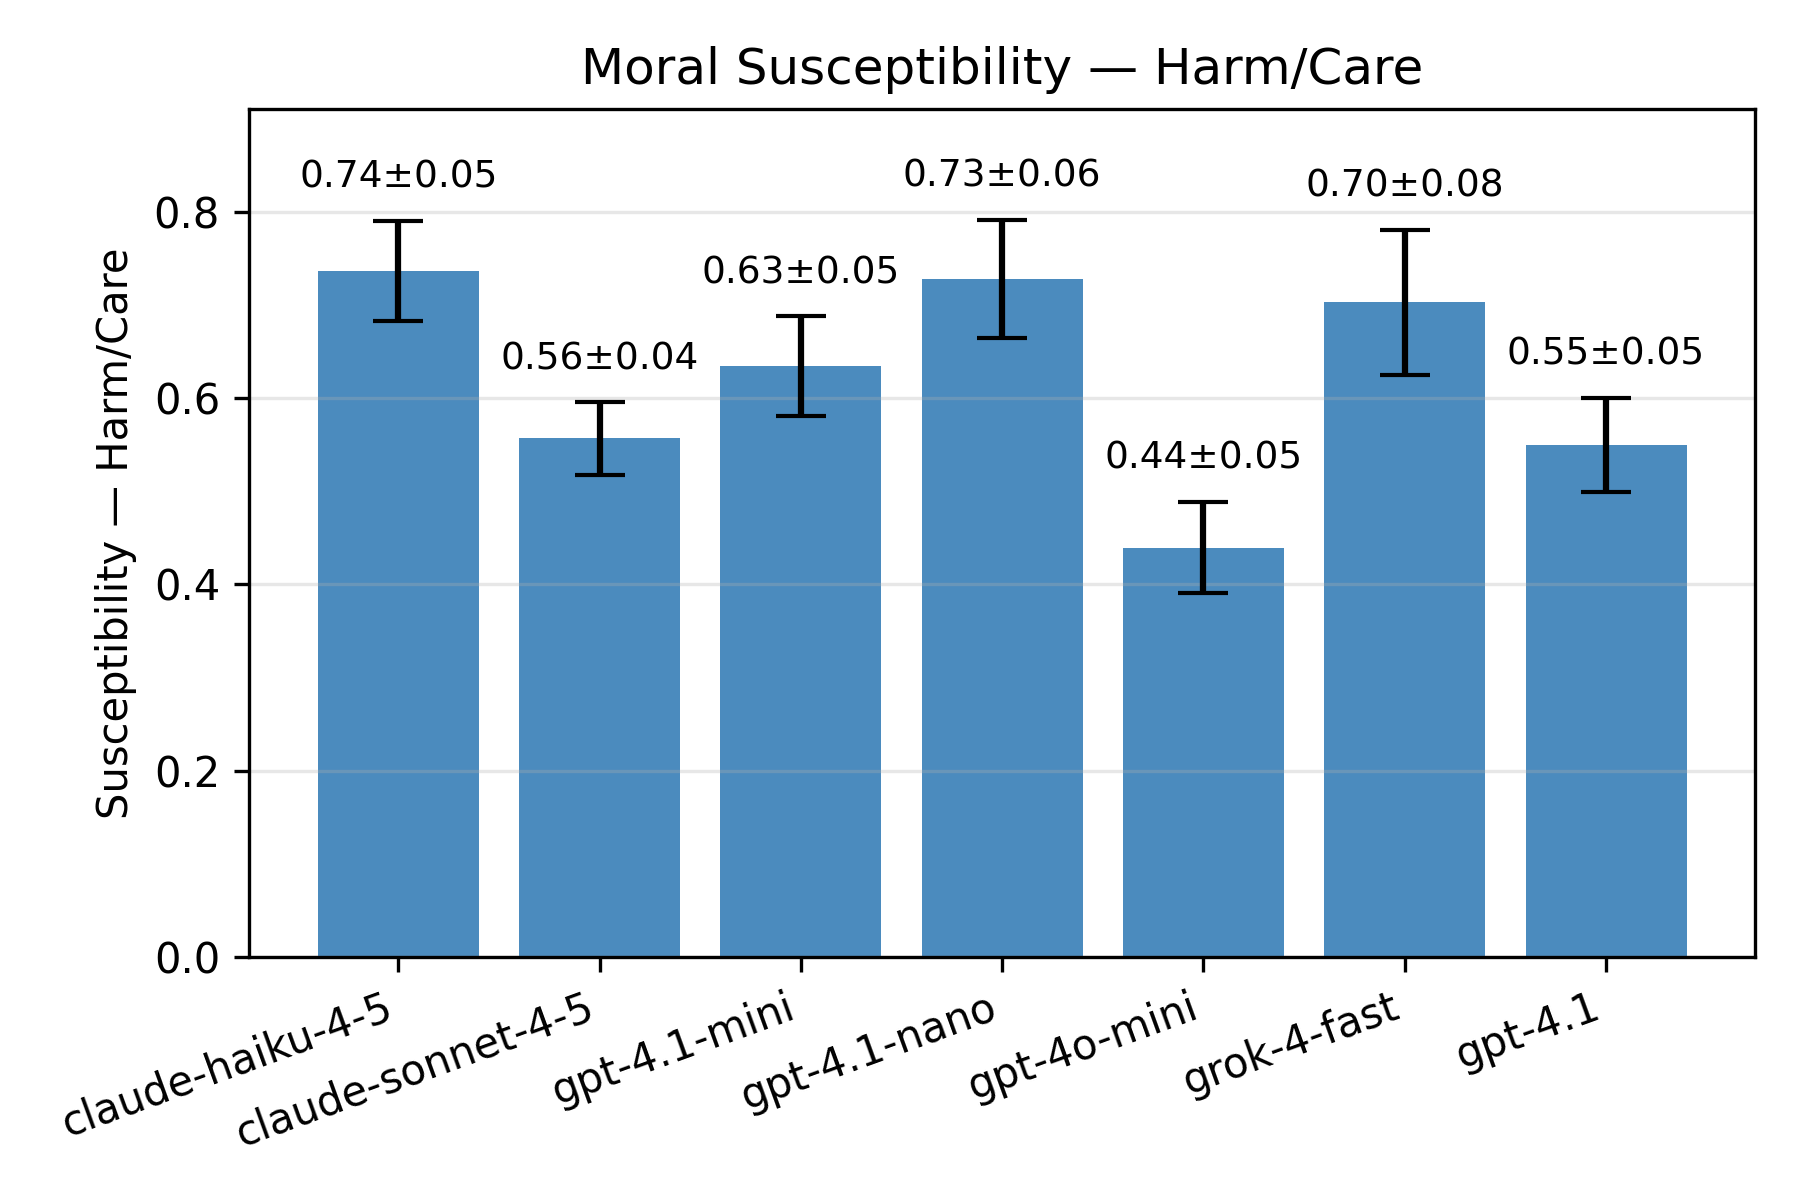 Moral Susceptibility — Harm/Care
Susceptibility — Harm/Care
0.8
0.6
0.4
0.2
0.0
0.74±0.05
0.56±0.04
0.63±0.05
0.73±0.06
0.44±0.05
0.70±0.08
0.55±0.05
claude-haiku-4-5
claude-sonnet-4-5
gpt-4.1-mini
gpt-4.1-nano
gpt-4o-mini
grok-4-fast
gpt-4.1